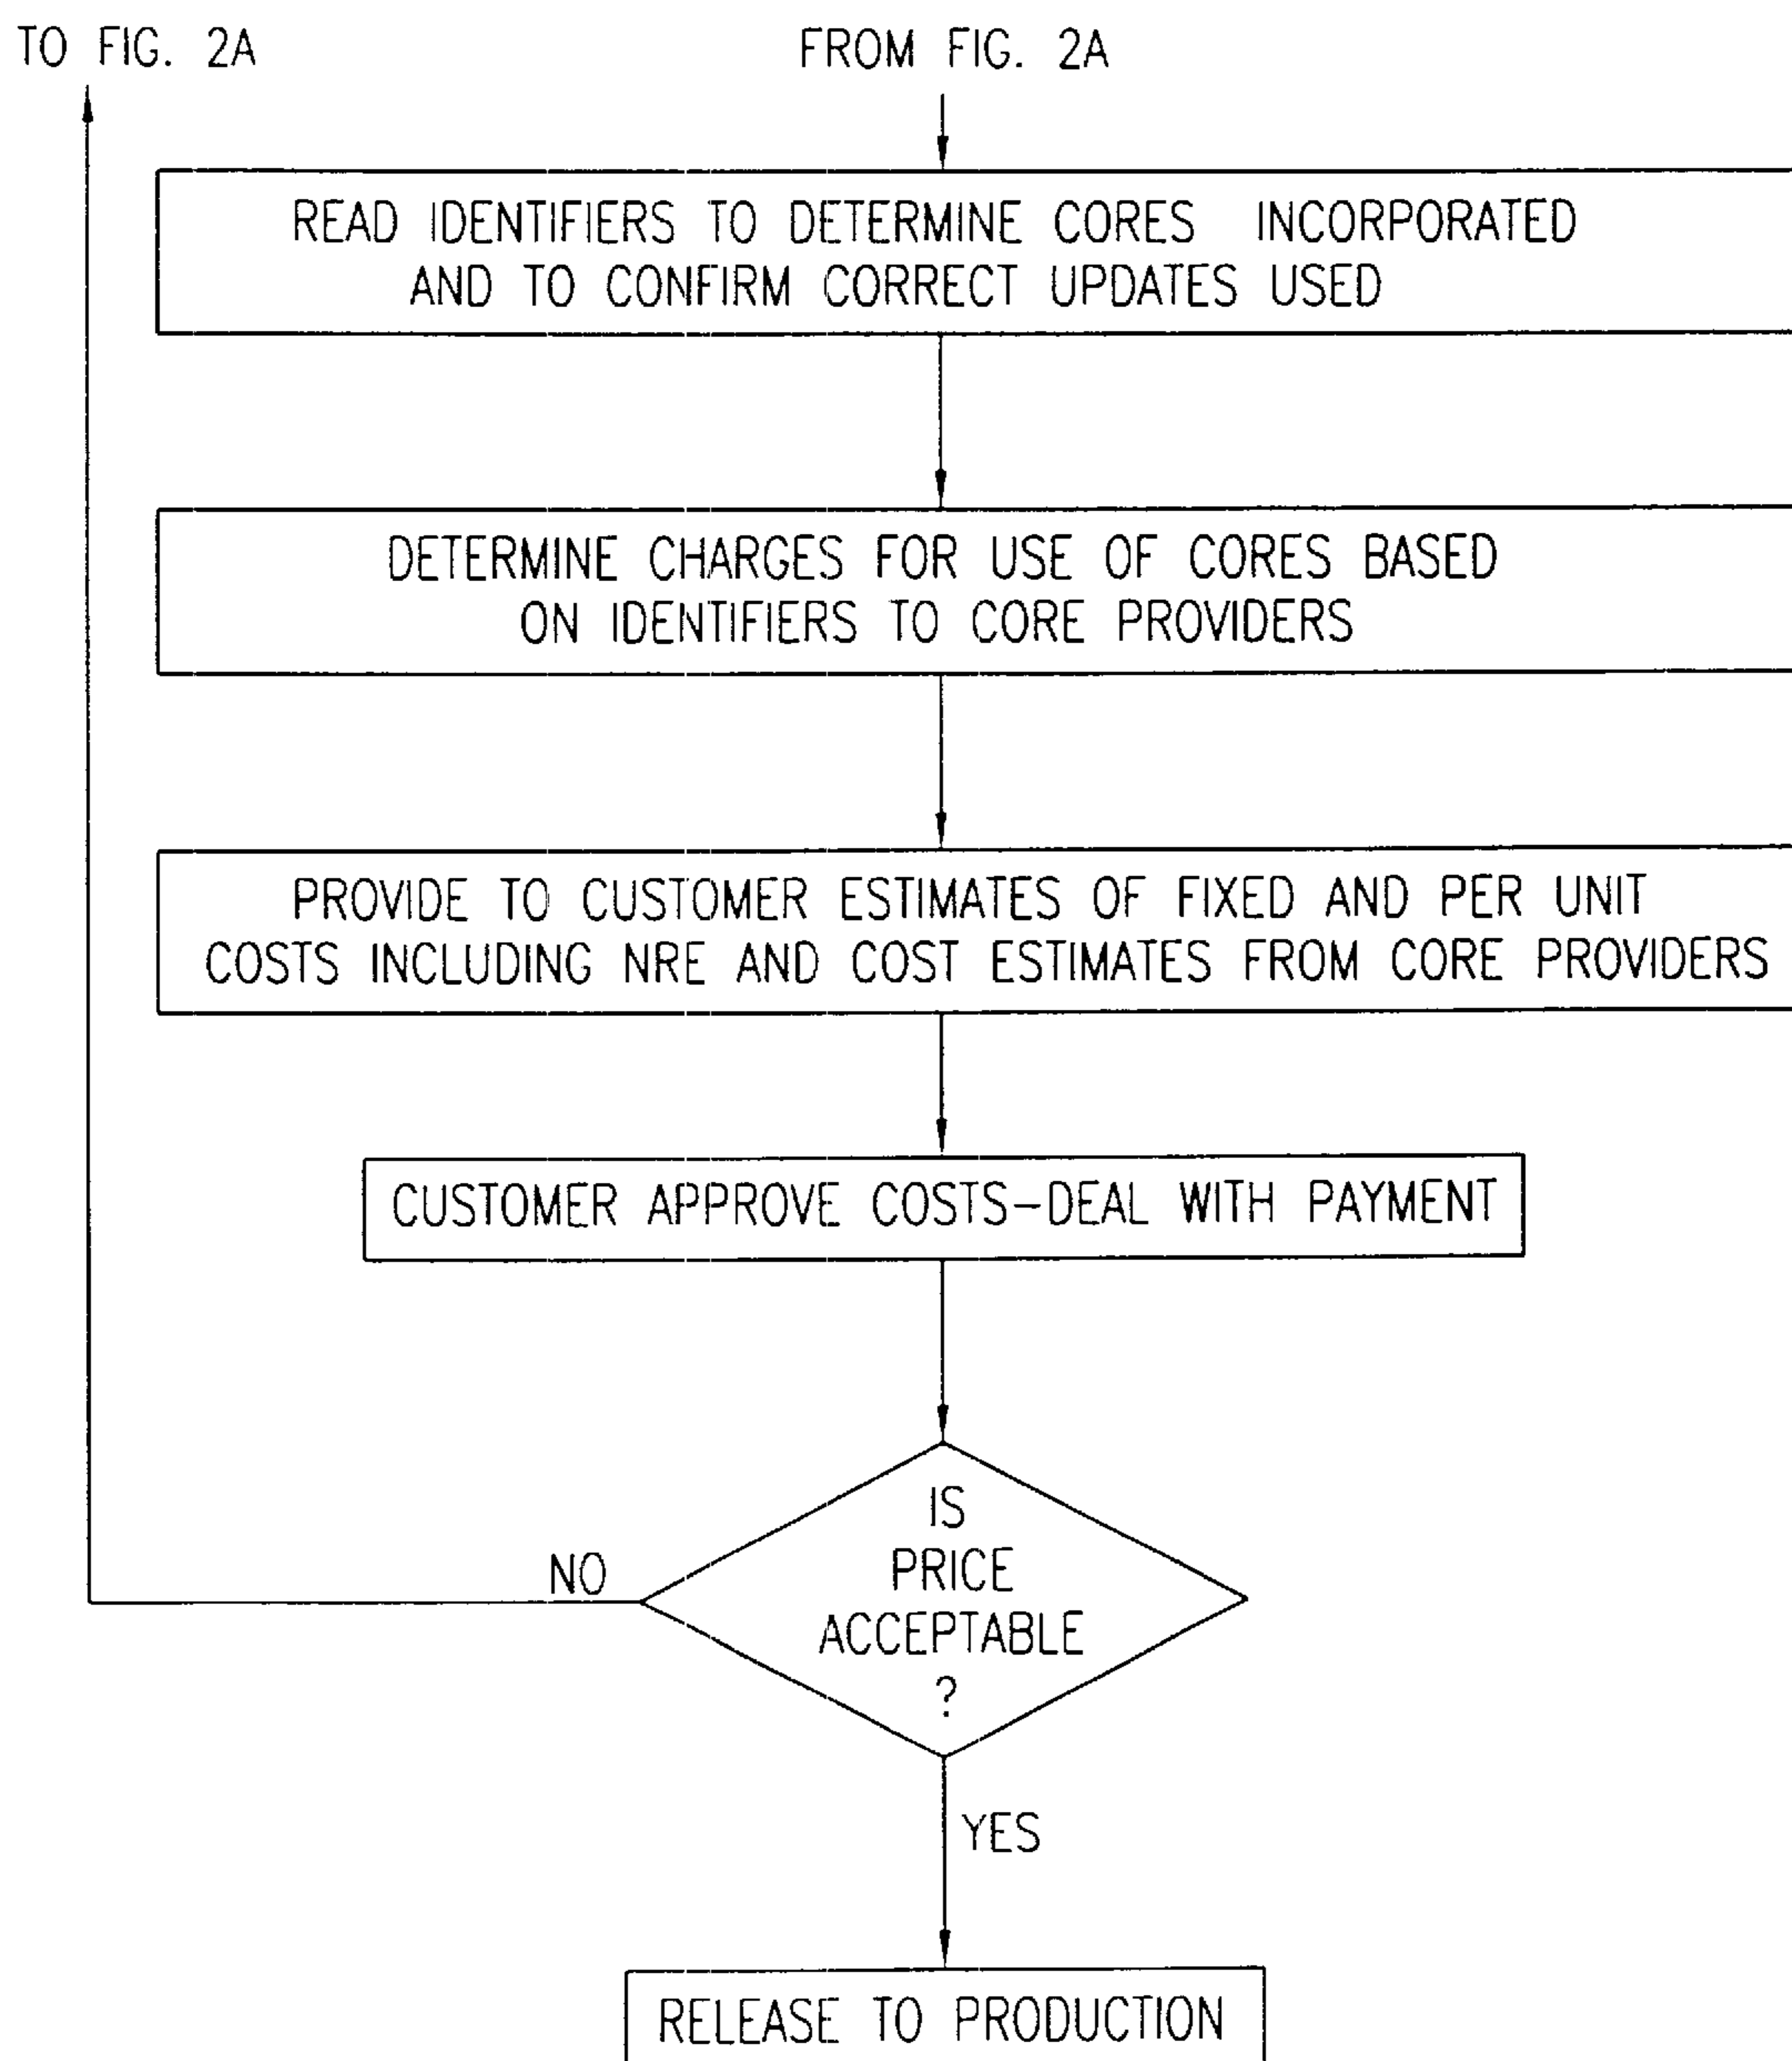 TO FIG. 2A
FROM FIG. 2A
READ IDENTIFIERS TO DETERMINE CORES INCORPORATED
AND TO CONFIRM CORRECT UPDATES USED
DETERMINE CHARGES FOR USE OF CORES BASED
ON IDENTIFIERS TO CORE PROVIDERS
PROVIDE TO CUSTOMER ESTIMATES OF FIXED AND PER UNIT
COSTS INCLUDING NRE AND COST ESTIMATES FROM CORE PROVIDERS
CUSTOMER APPROVE COSTS-DEAL WITH PAYMENT
IS
PRICE
ACCEPTABLE
?
NO
YES
RELEASE TO PRODUCTION